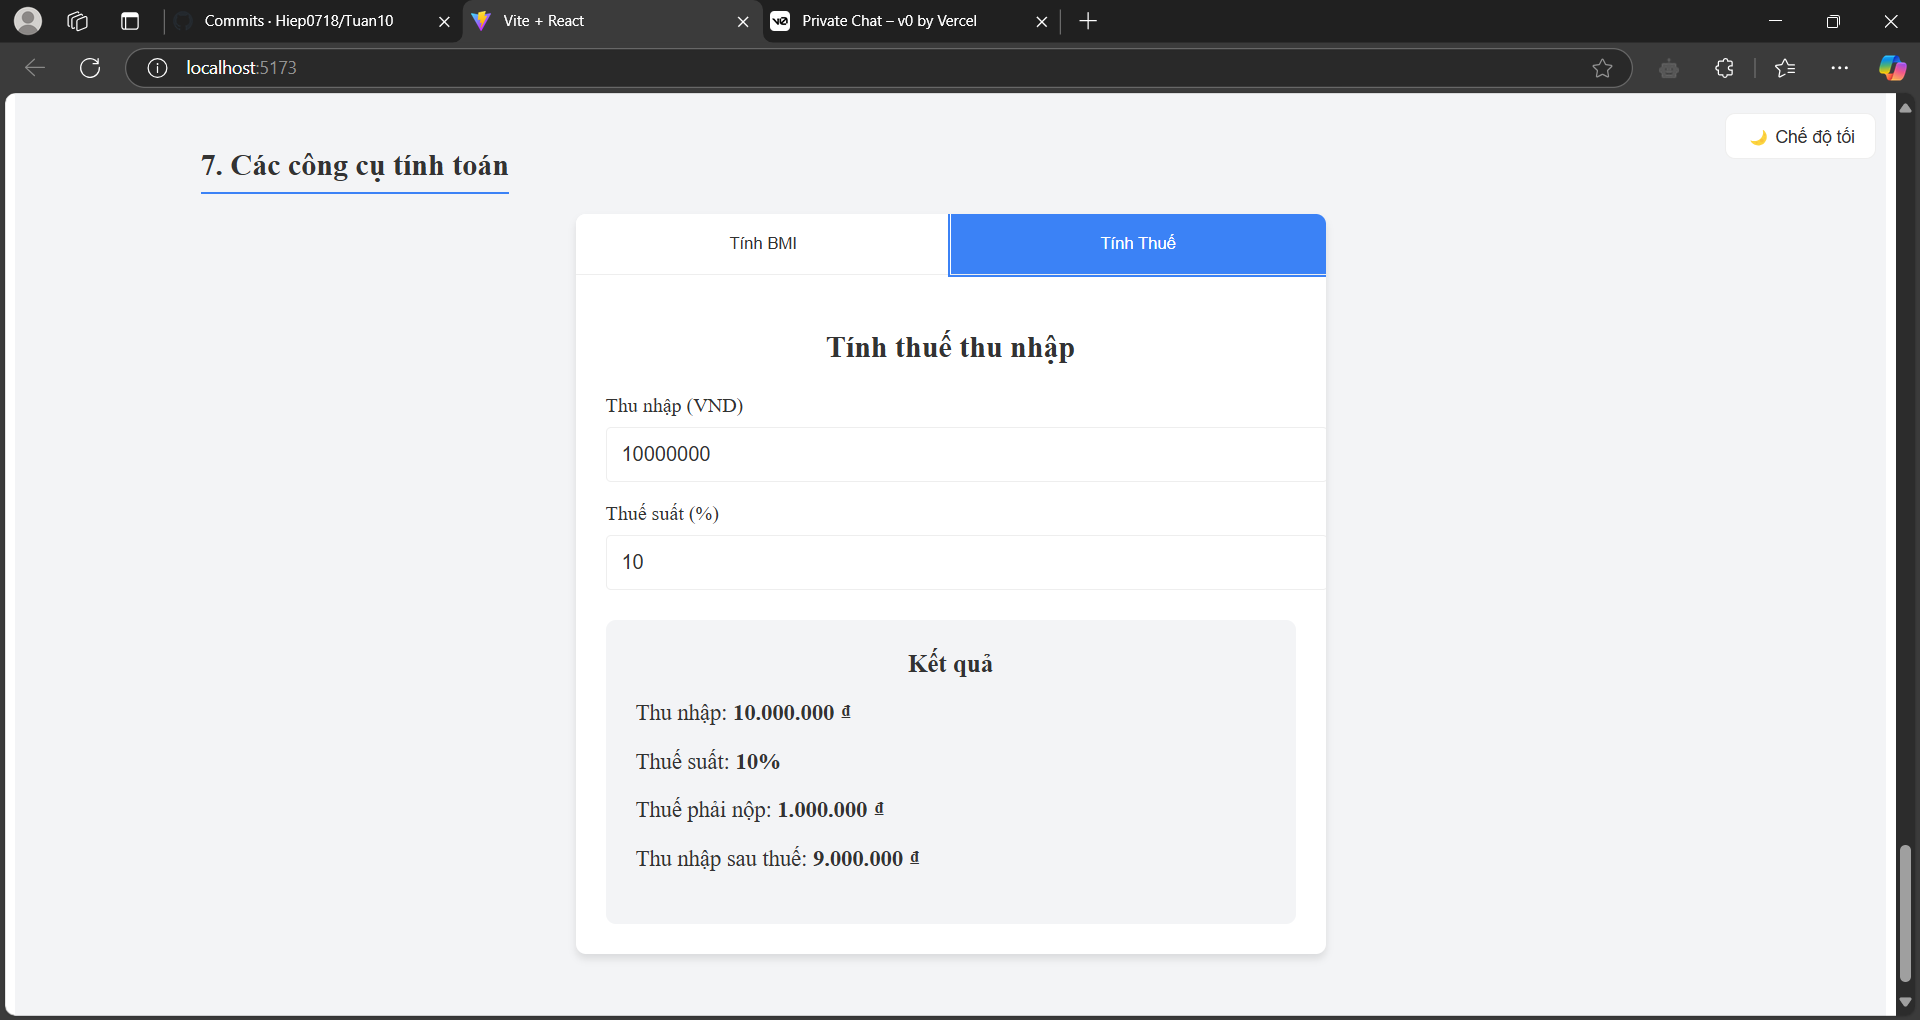 Commits · Hiep0718/Tuan10
Vite + React
Private Chat – v0 by Vercel
localhost:5173
🌙 Chế độ tối
7. Các công cụ tính toán
Tính BMI
Tính Thuế
Tính thuế thu nhập
Thu nhập (VND)
10000000
Thuế suất (%)
10
Kết quả
Thu nhập: 10.000.000 ₫
Thuế suất: 10%
Thuế phải nộp: 1.000.000 ₫
Thu nhập sau thuế: 9.000.000 ₫